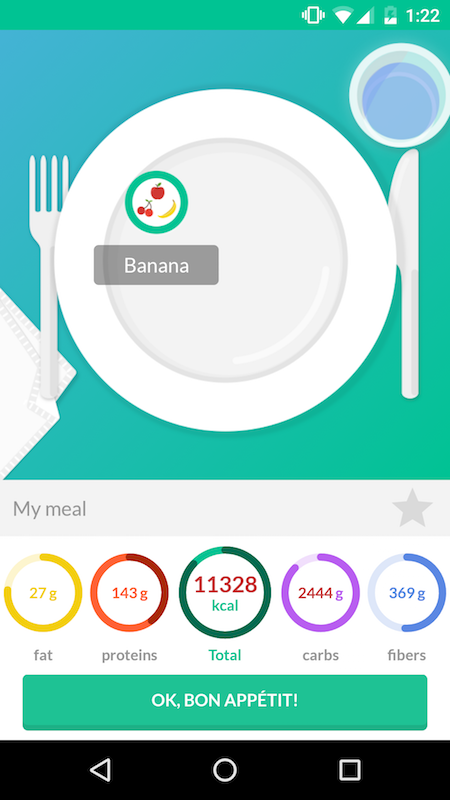 1:22
Banana
My meal
27 g
143 g
11328
kcal
2444 g
369 g
fat
proteins
Total
carbs
fibers
OK, BON APPÉTIT!